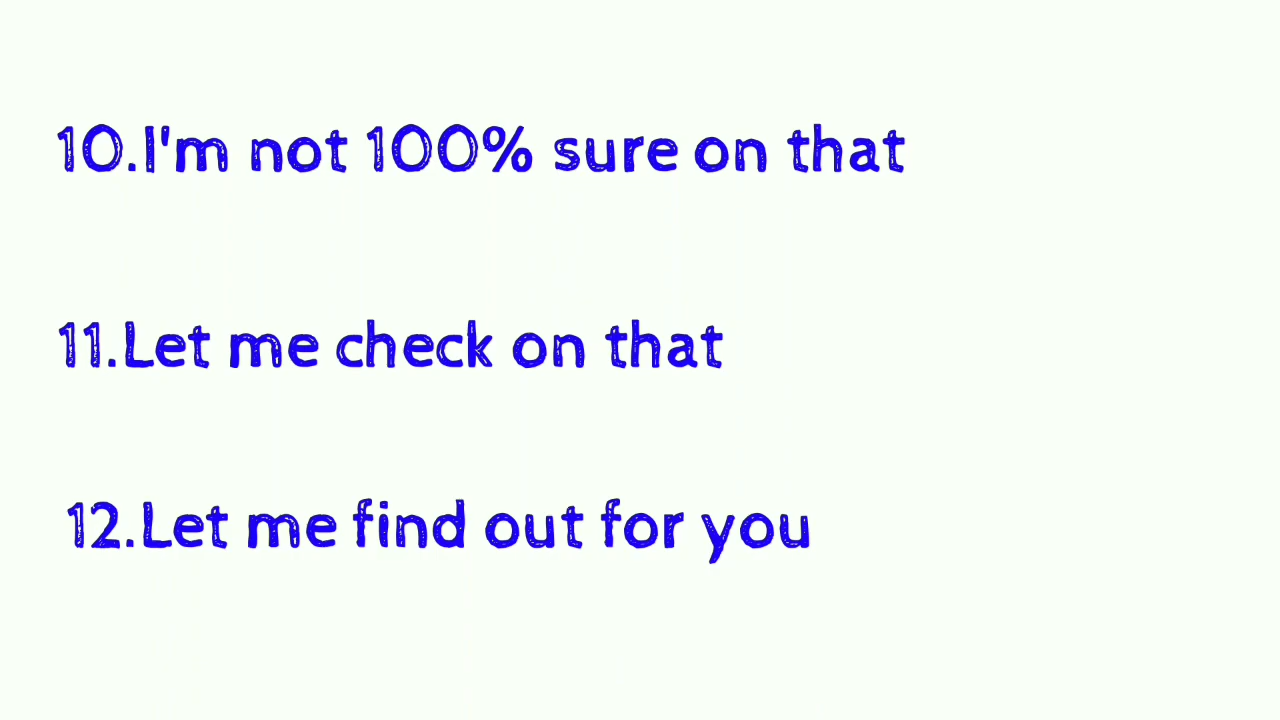 10.I'm not 100% sure on that
11.Let me check on that
12.Let me find out for you